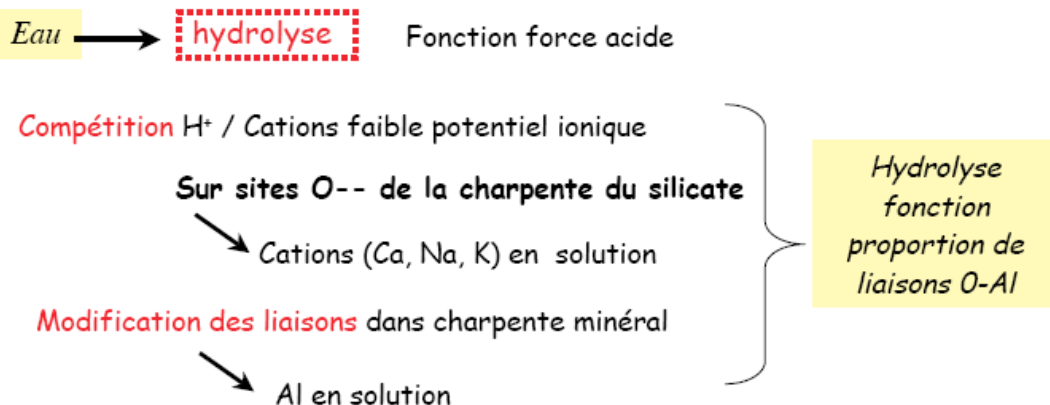 Eau hydrolyse Fonction force acide
Compétition H⁺ / Cations faible potentiel ionique
Sur sites O-- de la charpente du silicate
Cations (Ca, Na, K) en solution
Modification des liaisons dans charpente minéral
Al en solution
Hydrolyse
fonction
proportion de
liaisons O-Al